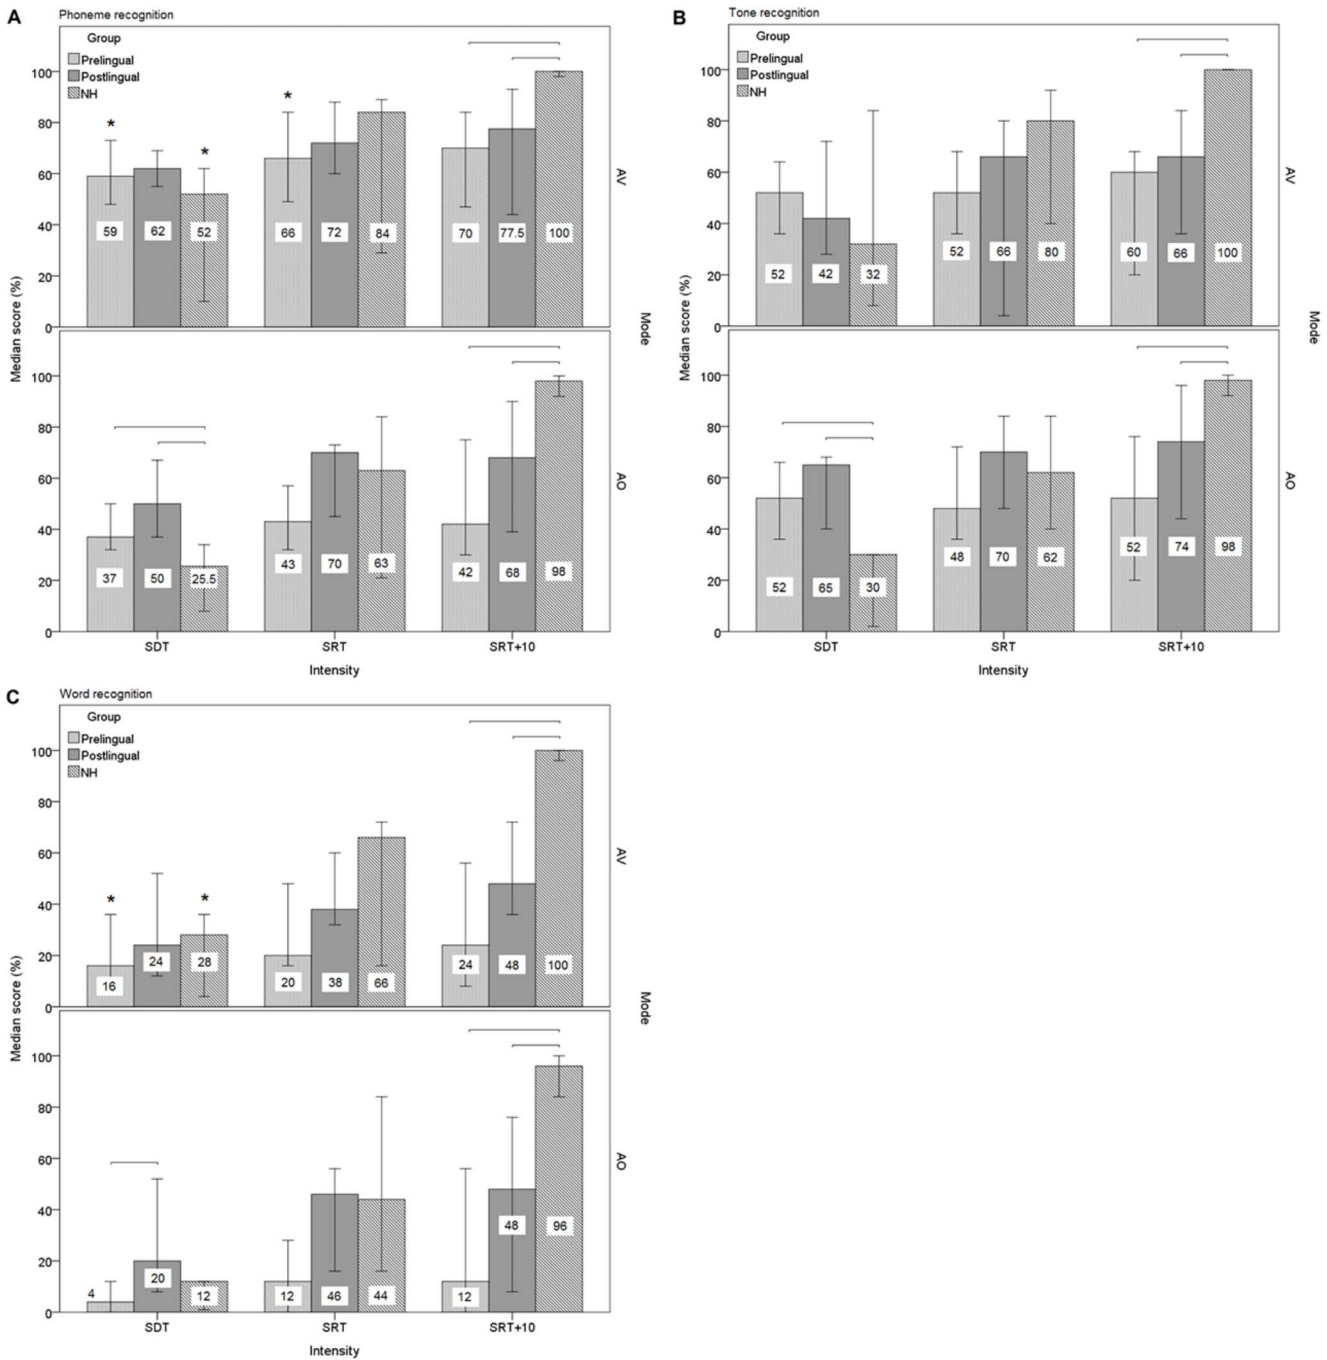 A
Phoneme recognition
Group
Prelingual
Postlingual
NH
100
80
60
40
20
0
*
*
*
59
62
52
66
72
84
70
77.5
100
AV
Median score (%)
Mode
100
80
60
40
20
0
37
50
25.5
43
70
63
42
68
98
AO
SDT
SRT
SRT+10
Intensity
B
Tone recognition
Group
Prelingual
Postlingual
NH
100
80
60
40
20
0
52
42
32
52
66
80
60
66
100
AV
Median score (%)
Mode
100
80
60
40
20
0
52
65
30
48
70
62
52
74
98
AO
SDT
SRT
SRT+10
Intensity
C
Word recognition
Group
Prelingual
Postlingual
NH
100
80
60
40
20
0
*
*
16
24
28
20
38
66
24
48
100
AV
Median score (%)
Mode
100
80
60
40
20
0
4
20
12
12
46
44
12
48
96
AO
SDT
SRT
SRT+10
Intensity